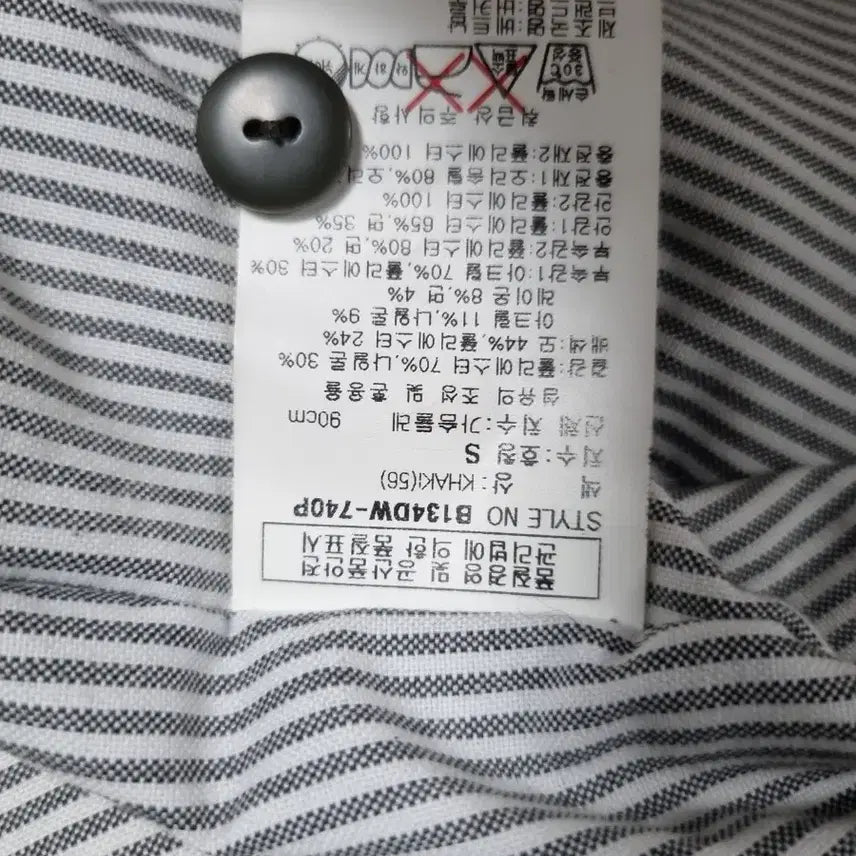 품질경영 및 공산품안전
관리법에 의한 품질표시
STYLE NO B134DW-740P
색 상: KHAKI(56)
치수: 호칭 S
신체 치수: 가슴둘레 90cm
섬유의 조성 및 혼용율
겉감:폴리에스터 70%,나일론 30%
배색:모 44%,폴리에스터 24%
아크릴 11%,나일론 9%
레이온 8%,면 4%
부속감1:아크릴 70%,폴리에스터 30%
부속감2:폴리에스터 80%,면 20%
안감1:폴리에스터 65%,면 35%
안감2:폴리에스터 100%
충전재1:오리솜털 80%,오리
충전재2:폴리에스터 100%
취급상 주의사항
손세탁
30℃
중성